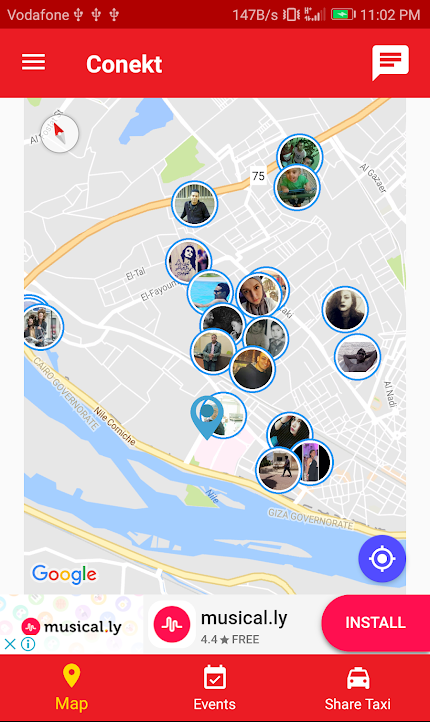 Vodafone 147B/s 11:02 PM
Conekt
75
Al Gazaer
El-Tal
El-Fayoum
aki
Al Nadi
CAIRO GOVERNORATE
Nile Corniche
Nile
GIZA GOVERNORATE
Google
musical.ly
musical.ly
4.4 ★ FREE
INSTALL
Map Events Share Taxi